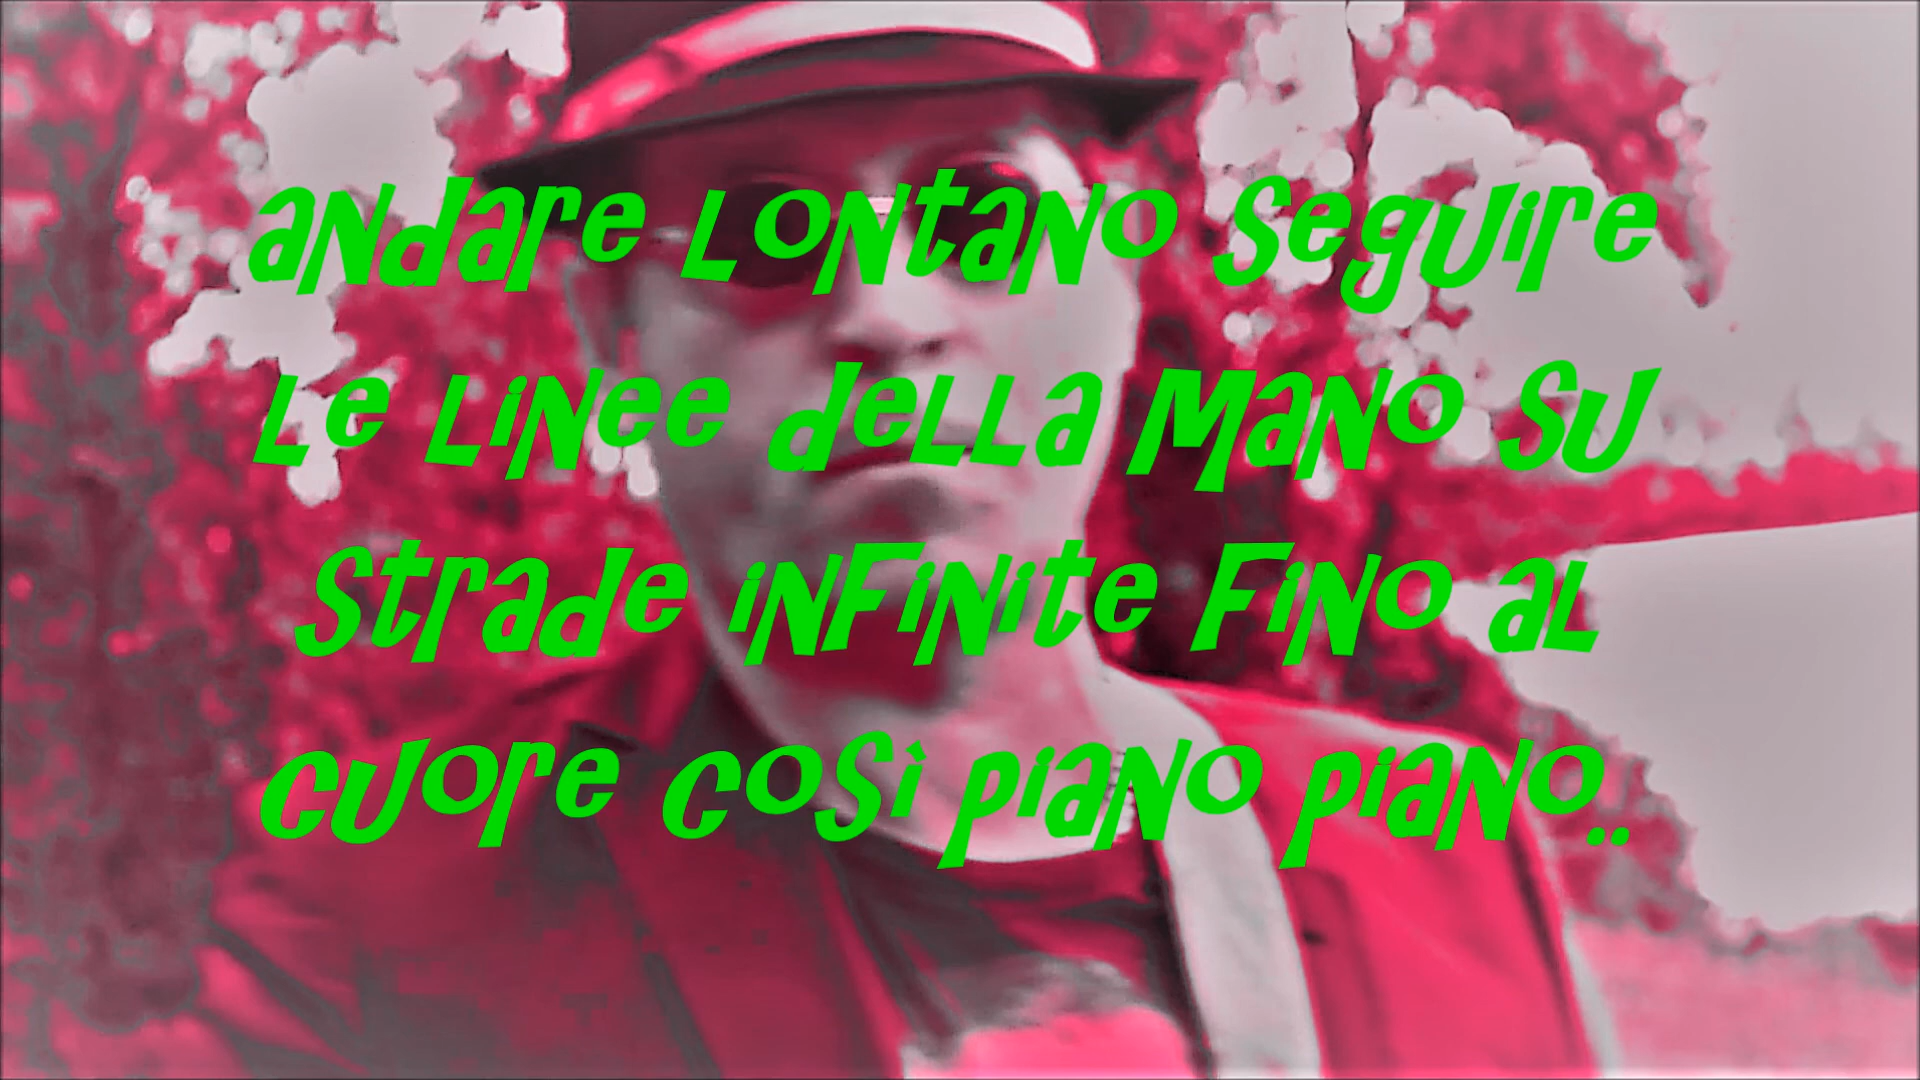 andare lontano seguire
le linee della mano su
strade infinite fino al
cuore così piano piano..